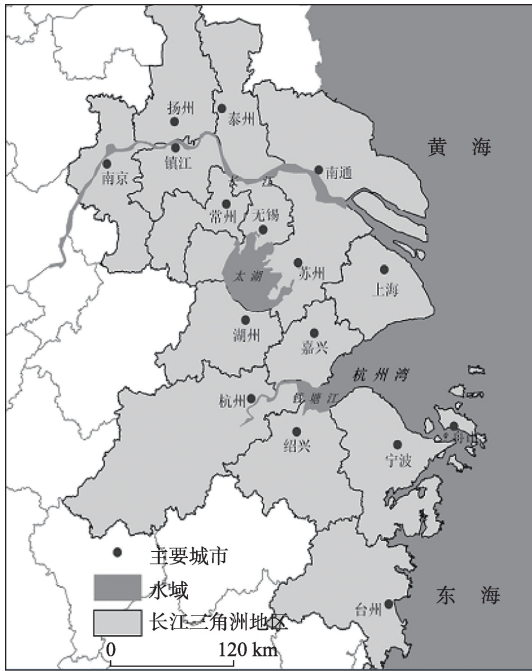 扬州
泰州
黄 海
镇江
南京
南通
长 江
常州
无锡
太湖
苏州
上海
湖州
嘉兴
杭州湾
杭州
钱塘江
绍兴
宁波
舟山
主要城市
水域
长江三角洲地区
台州
东 海
0 120 km